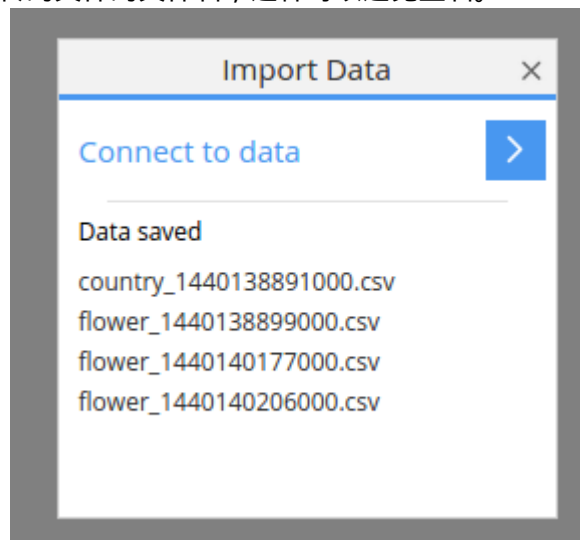 Import Data
Connect to data
Data saved
country_1440138891000.csv
flower_1440138899000.csv
flower_1440140177000.csv
flower_1440140206000.csv